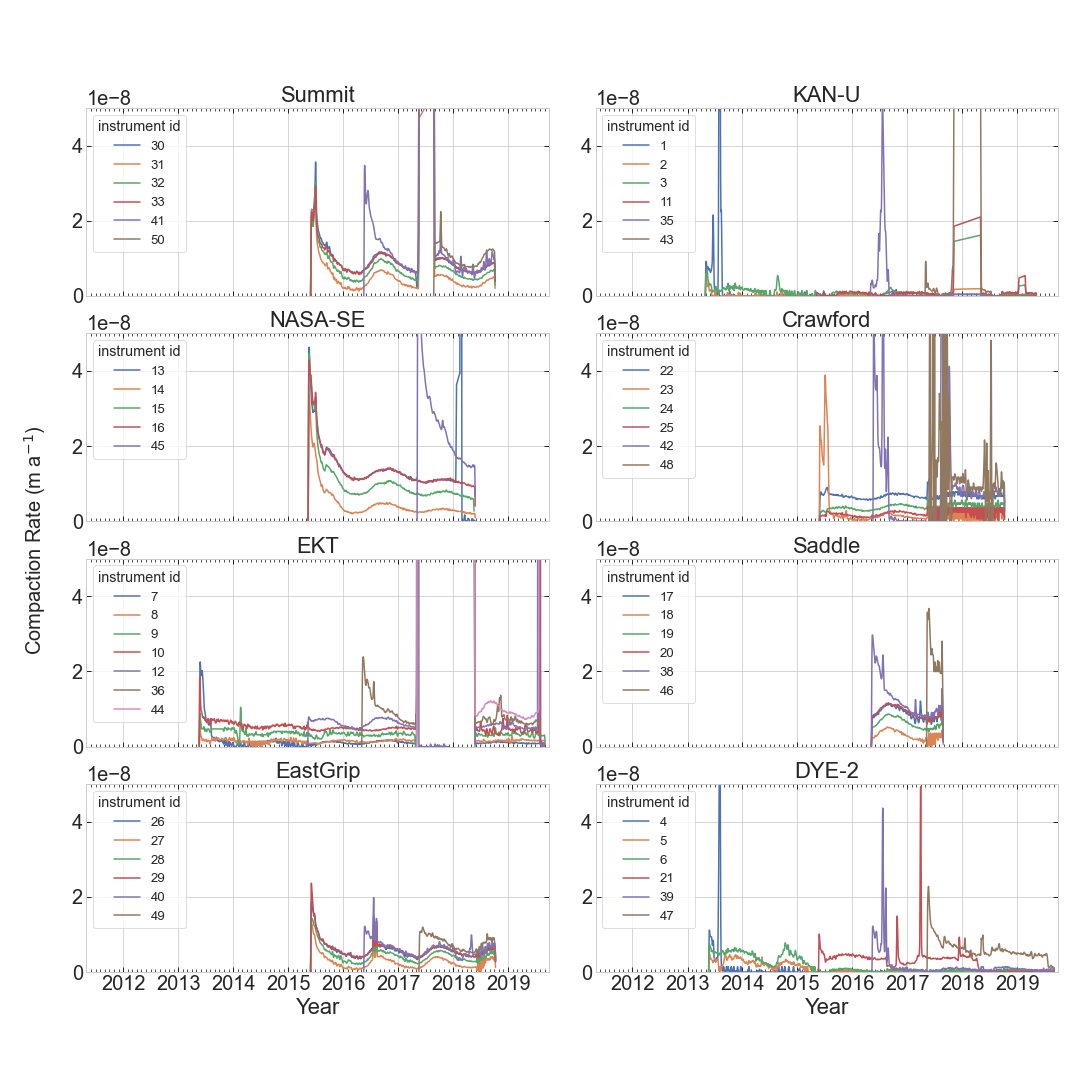 Summit
1e−8
instrument id
30
31
32
33
41
50
4
2
0
KAN-U
1e−8
instrument id
1
2
3
11
35
43
4
2
0
NASA-SE
1e−8
instrument id
13
14
15
16
45
4
2
0
Crawford
1e−8
instrument id
22
23
24
25
42
48
4
2
0
Compaction Rate (m a⁻¹)
EKT
1e−8
instrument id
7
8
9
10
12
36
44
4
2
0
Saddle
1e−8
instrument id
17
18
19
20
38
46
4
2
0
EastGrip
1e−8
instrument id
26
27
28
29
40
49
4
2
0
2012 2013 2014 2015 2016 2017 2018 2019
Year
DYE-2
1e−8
instrument id
4
5
6
21
39
47
4
2
0
2012 2013 2014 2015 2016 2017 2018 2019
Year